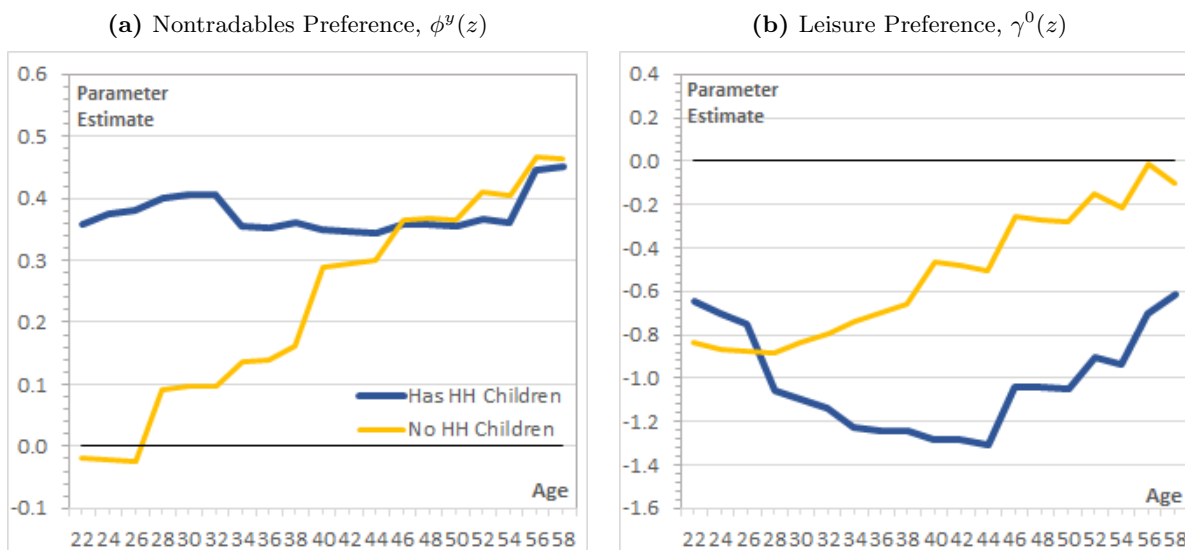 (a) Nontradables Preference, $\phi^y(z)$
0.6
Parameter
Estimate
0.5
0.4
0.3
0.2
0.1
Has HH Children
No HH Children
0.0
Age
-0.1
22 24 26 28 30 32 34 36 38 40 42 44 46 48 50 52 54 56 58
(b) Leisure Preference, $\gamma^0(z)$
0.4
Parameter
Estimate
0.2
0.0
-0.2
-0.4
-0.6
-0.8
-1.0
-1.2
-1.4
Age
-1.6
22 24 26 28 30 32 34 36 38 40 42 44 46 48 50 52 54 56 58